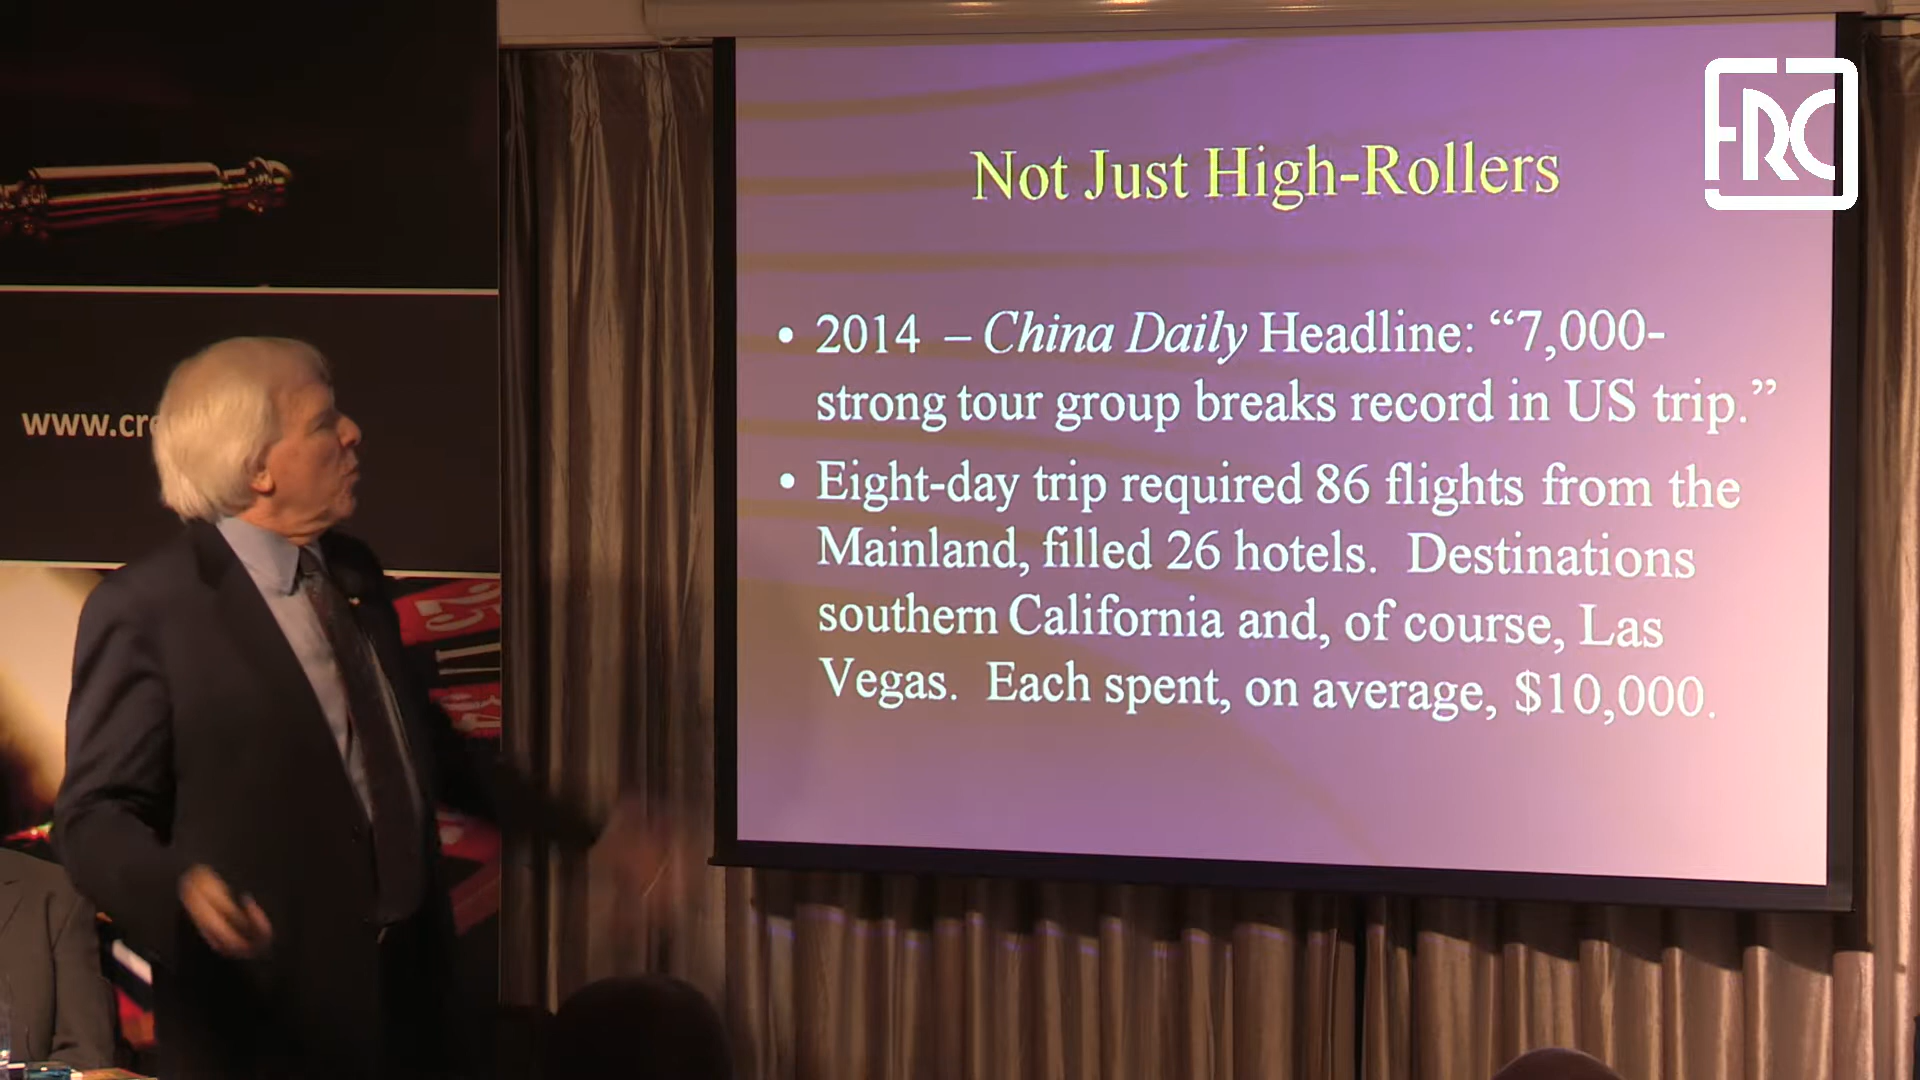 FRC
Not Just High-Rollers
• 2014 – China Daily Headline: “7,000-
strong tour group breaks record in US trip.”
• Eight-day trip required 86 flights from the
Mainland, filled 26 hotels. Destinations
southern California and, of course, Las
Vegas. Each spent, on average, $10,000.
www.cre